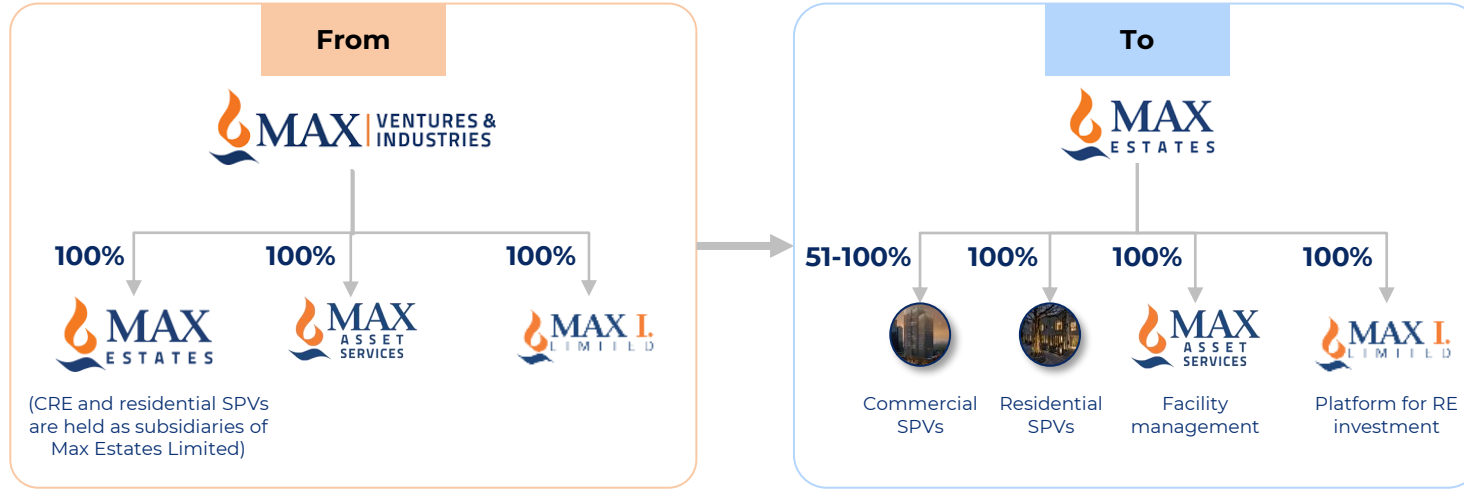 From
MAX VENTURES &
INDUSTRIES
100%
100%
100%
MAX
ESTATES
MAX
ASSET
SERVICES
MAX I.
LIMITED
(CRE and residential SPVs
are held as subsidiaries of
Max Estates Limited)
To
MAX
ESTATES
51-100%
100%
100%
100%
MAX
ASSET
SERVICES
MAX I.
LIMITED
Commercial
SPVs
Residential
SPVs
Facility
management
Platform for RE
investment